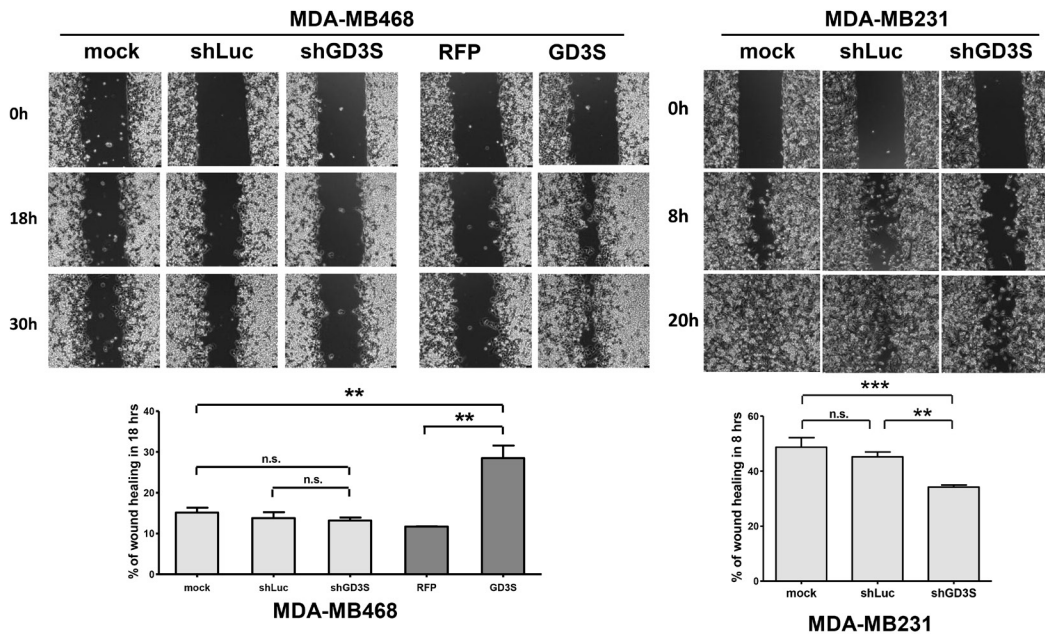 MDA-MB468
mock shLuc shGD3S RFP GD3S
0h
18h
30h
MDA-MB231
mock shLuc shGD3S
0h
8h
20h
% of wound healing in 18 hrs
40
30
20
10
0
**
**
n.s.
n.s.
mock shLuc shGD3S RFP GD3S
MDA-MB468
% of wound healing in 8 hrs
60
40
20
0
***
n.s. **
mock shLuc shGD3S
MDA-MB231